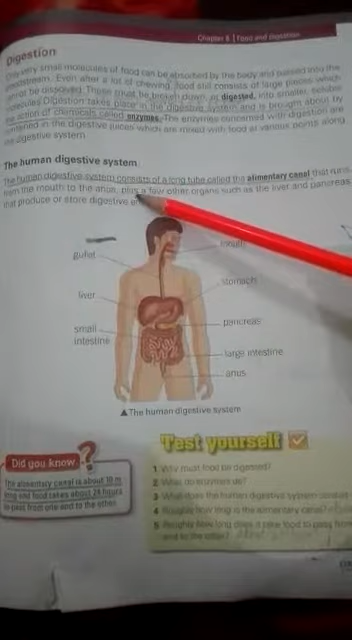 Chapter 8 | Food and digestion
Digestion
Only very small molecules of food can be absorbed by the body and passed into the
bloodstream. Even after a lot of chewing, food still consists of large pieces which
cannot be dissolved. These must be broken down, or digested, into smaller, soluble
molecules. Digestion takes place in the digestive system and is brought about by
the action of chemicals called enzymes. The enzymes concerned with digestion are
contained in the digestive juices which are mixed with food at various points along
the digestive system.
The human digestive system
The human digestive system consists of a long tube called the alimentary canal that runs
from the mouth to the anus, plus a few other organs such as the liver and pancreas
that produce or store digestive
mouth
gullet
liver
stomach
small
intestine
pancreas
large intestine
anus
▲ The human digestive system
Did you know?
The alimentary canal is about 10 m
long and food takes about 24 hours
to pass from one end to the other.
Test yourself
1 Why must food be digested?
2 What do enzymes do?
3 What does the human digestive system consist
4 Roughly how long is the alimentary canal?
5 Roughly how long does it take food to pass from
end to the other?